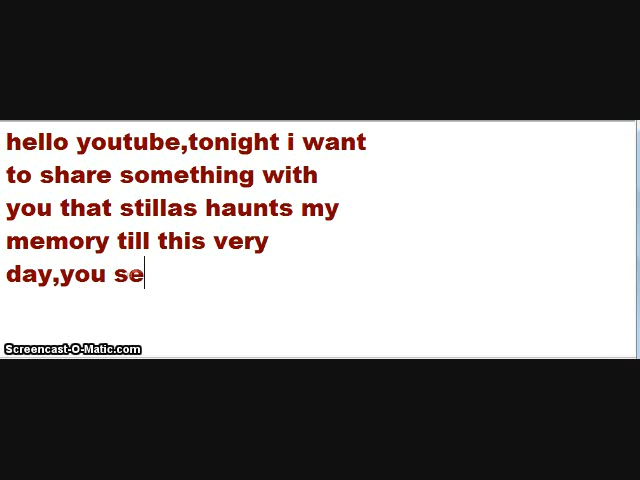 hello youtube,tonight i want
to share something with
you that stillas haunts my
memory till this very
day,you se
Screencast-O-Matic.com